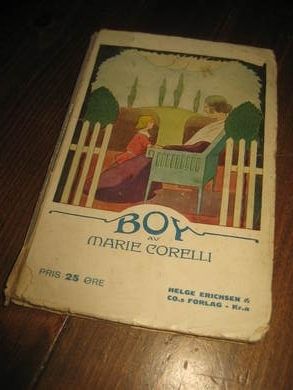 BOY
AV
MARIE CORELLI
PRIS 25 ØRE
HELGE ERICHSEN &
CO.s FORLAG - Kr.a